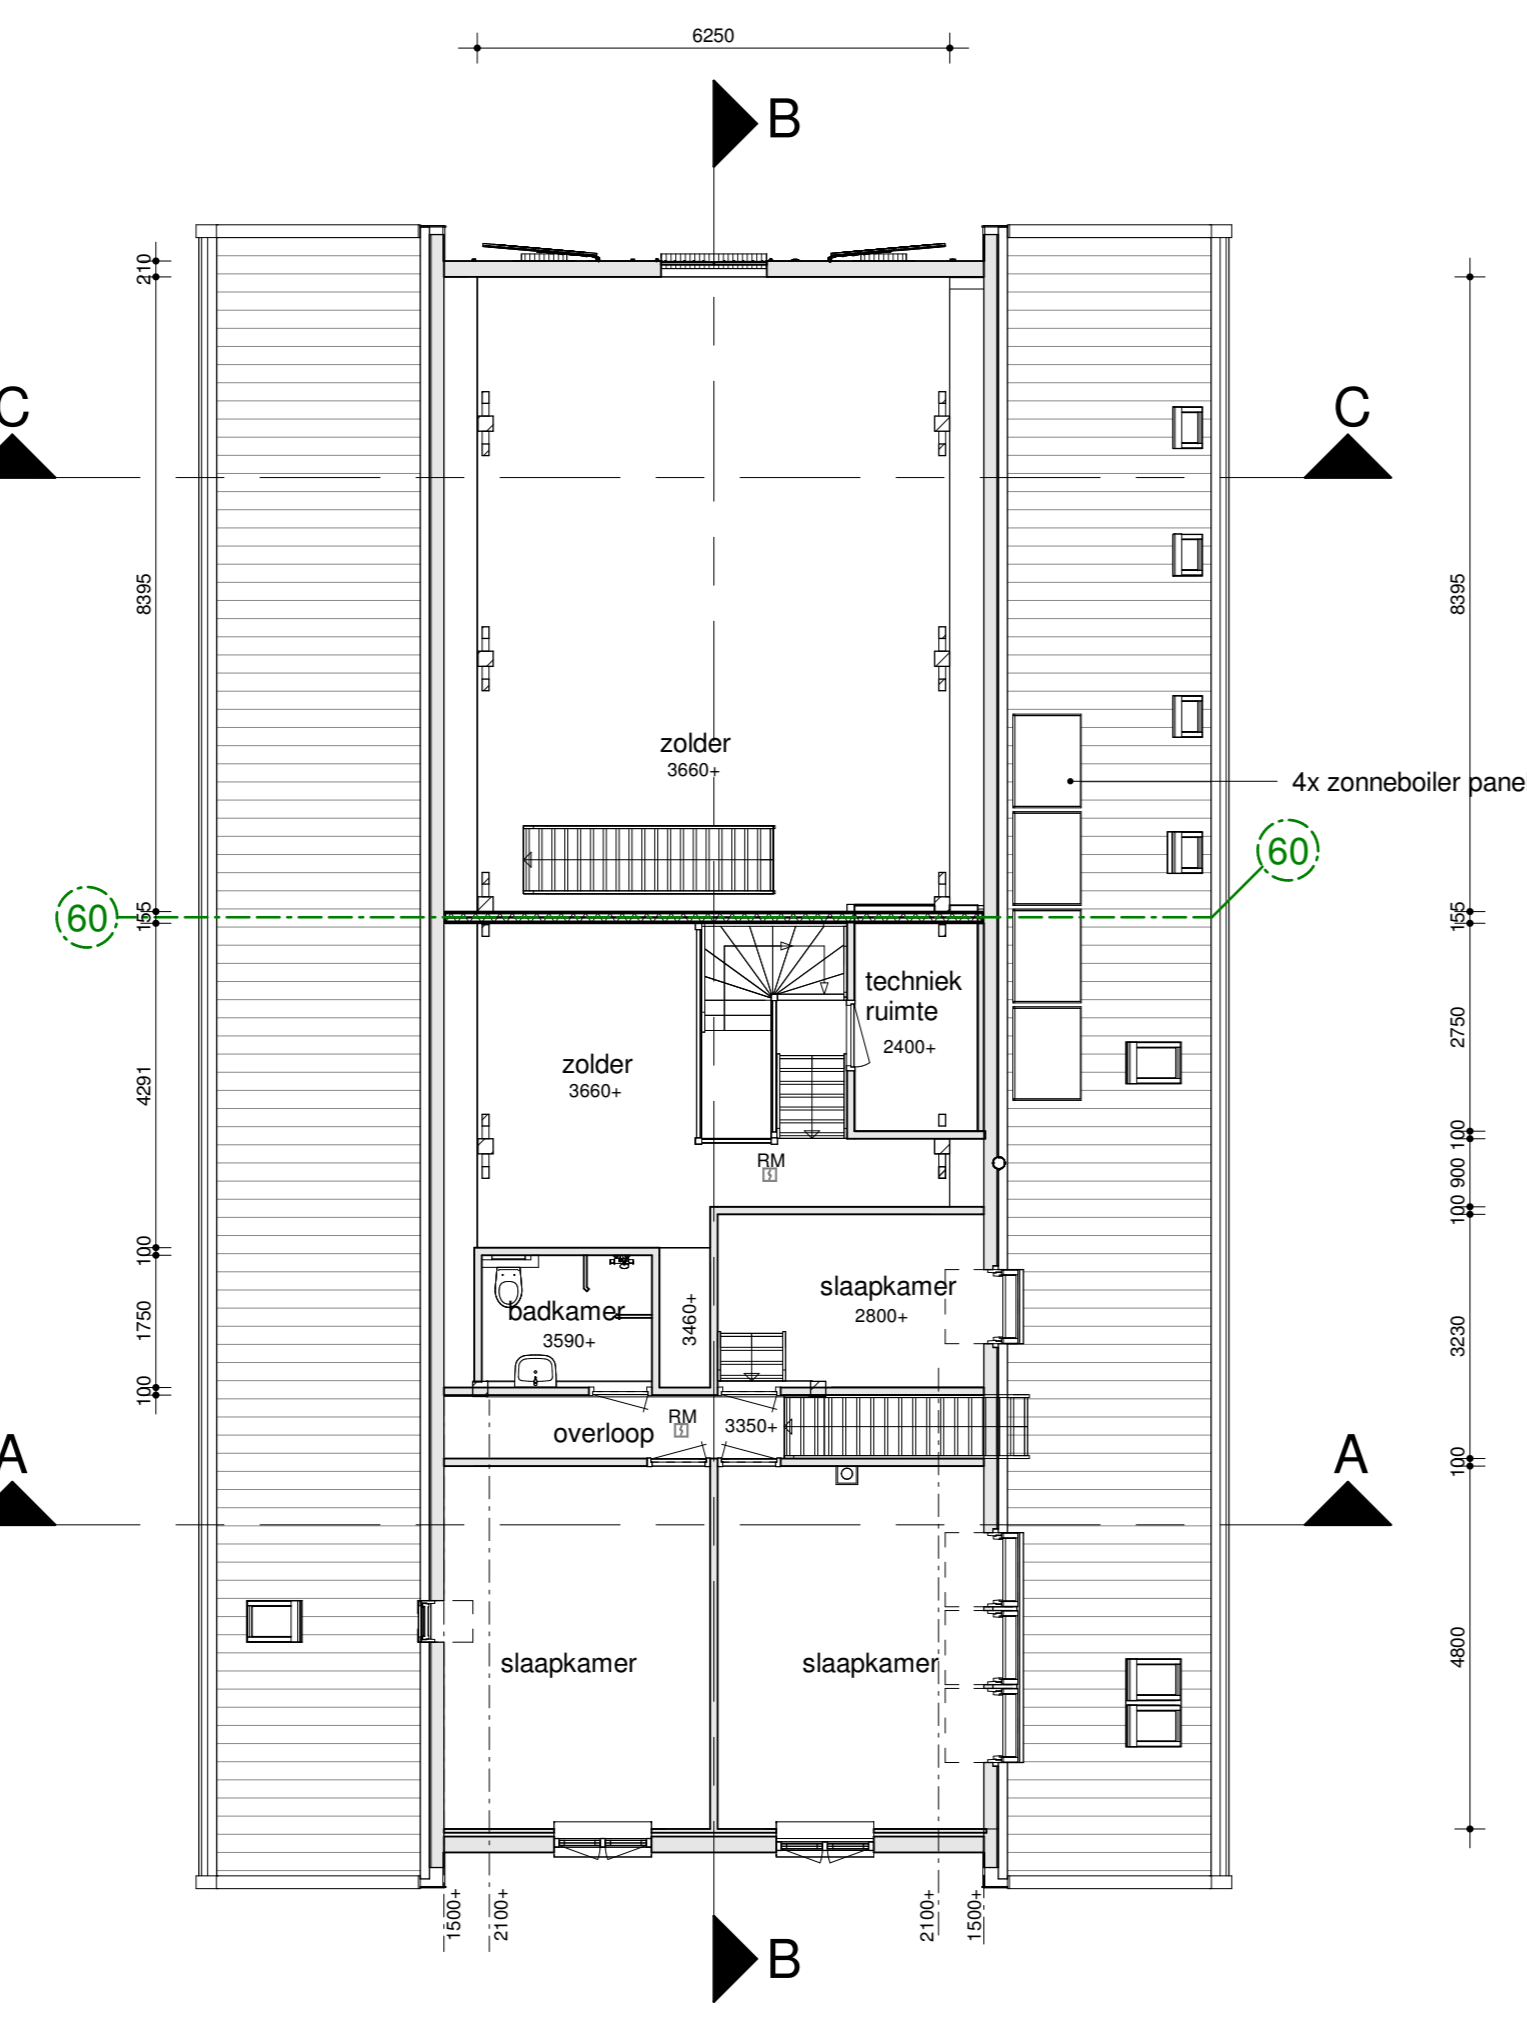 6250
B
210
C
C
8395
8395
zolder
3660+
4x zonneboiler pane
60
60
155
155
techniek
ruimte
2400+
2750
zolder
3660+
4291
100
RM
900
100
100
slaapkamer
2800+
badkamer
3590+
3460+
1750
3230
100
RM
3350+
overloop
A
A
100
slaapkamer
slaapkamer
4800
1500+
2100+
2100+
1500+
B